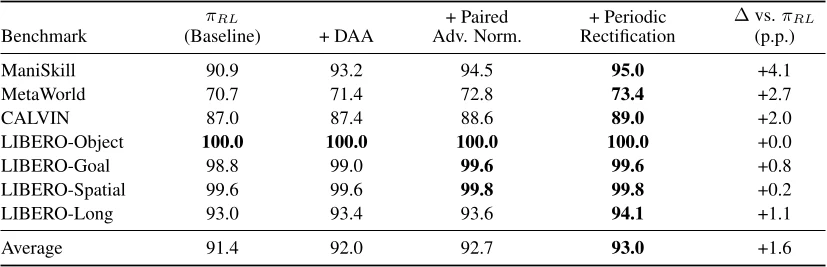 Benchmark π_RL (Baseline) + DAA + Paired Adv. Norm. + Periodic Rectification Δ vs. π_RL (p.p.)
ManiSkill 90.9 93.2 94.5 95.0 +4.1
MetaWorld 70.7 71.4 72.8 73.4 +2.7
CALVIN 87.0 87.4 88.6 89.0 +2.0
LIBERO-Object 100.0 100.0 100.0 100.0 +0.0
LIBERO-Goal 98.8 99.0 99.6 99.6 +0.8
LIBERO-Spatial 99.6 99.6 99.8 99.8 +0.2
LIBERO-Long 93.0 93.4 93.6 94.1 +1.1
Average 91.4 92.0 92.7 93.0 +1.6